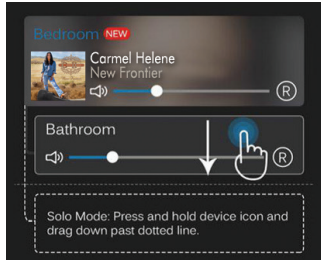 Bedroom NEW
Carmel Helene
New Frontier
R
Bathroom
R
Solo Mode: Press and hold device icon and
drag down past dotted line.